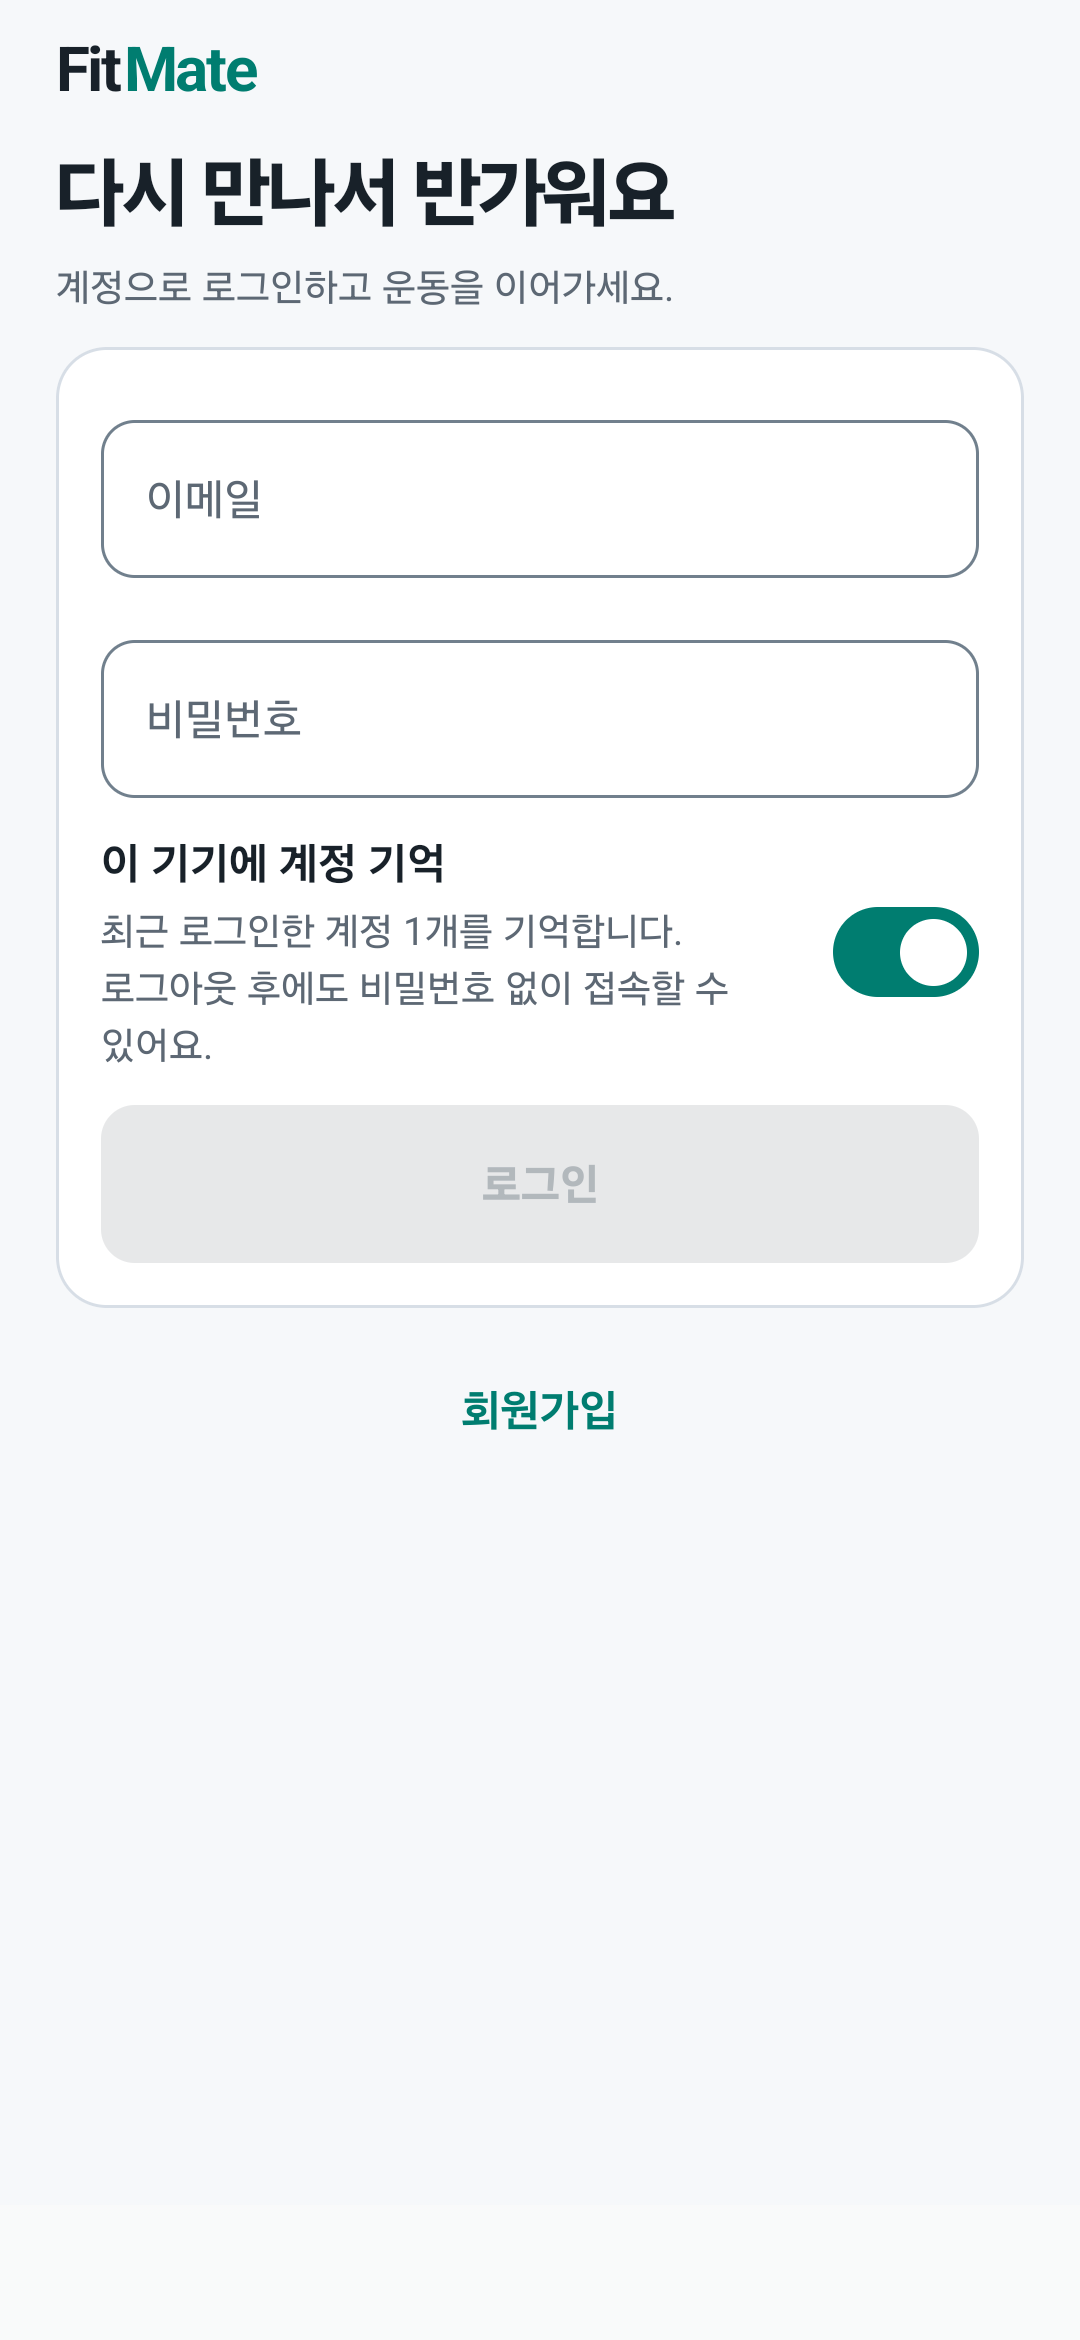 FitMate
다시 만나서 반가워요
계정으로 로그인하고 운동을 이어가세요.
이메일
비밀번호
이 기기에 계정 기억
최근 로그인한 계정 1개를 기억합니다.
로그아웃 후에도 비밀번호 없이 접속할 수
있어요.
로그인
회원가입